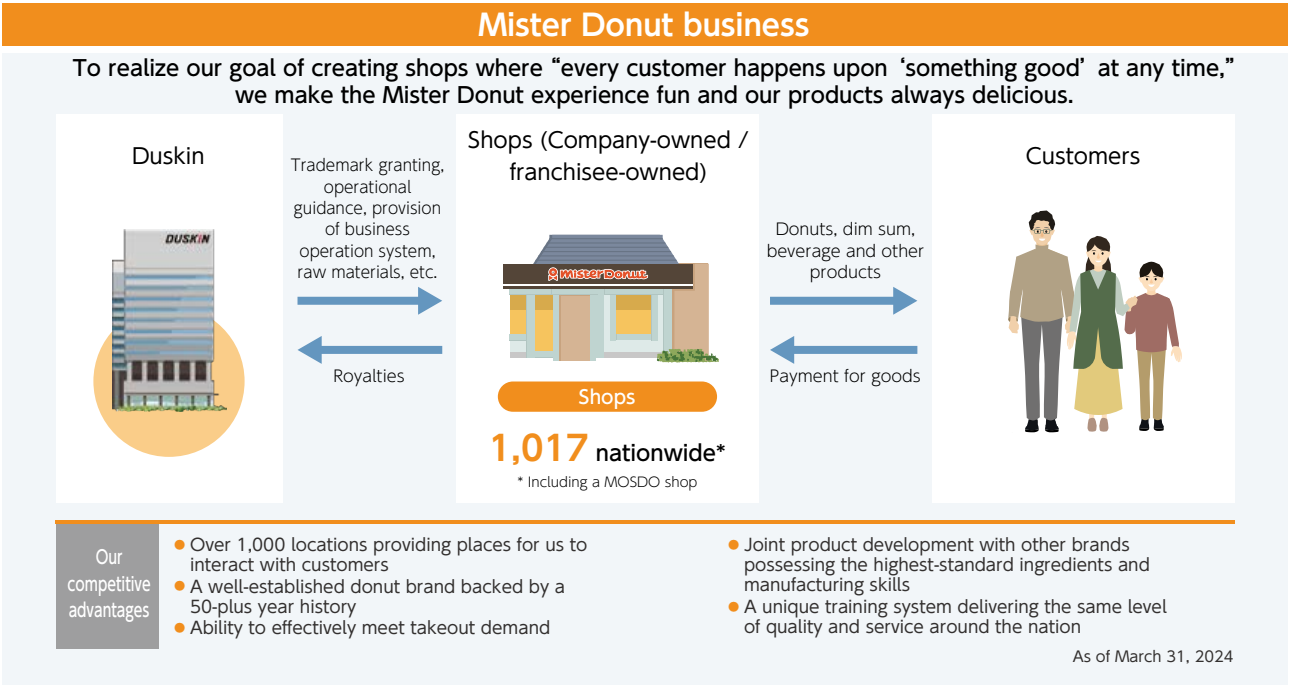 Mister Donut business
To realize our goal of creating shops where “every customer happens upon ‘something good’ at any time,”
we make the Mister Donut experience fun and our products always delicious.
Duskin
DUSKIN
Trademark granting,
operational
guidance, provision
of business
operation system,
raw materials, etc.
Royalties
Shops (Company-owned /
franchisee-owned)
misterDonut
Shops
1,017 nationwide*
* Including a MOSDO shop
Donuts, dim sum,
beverage and other
products
Payment for goods
Customers
Our
competitive
advantages
● Over 1,000 locations providing places for us to
interact with customers
● A well-established donut brand backed by a
50-plus year history
● Ability to effectively meet takeout demand
● Joint product development with other brands
possessing the highest-standard ingredients and
manufacturing skills
● A unique training system delivering the same level
of quality and service around the nation
As of March 31, 2024